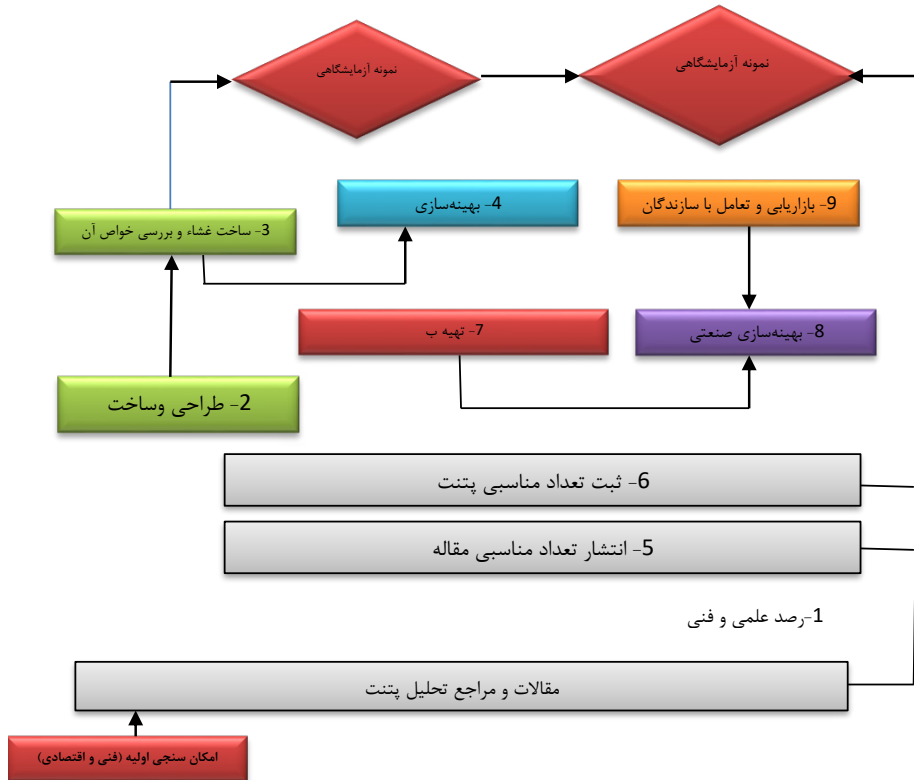 نمونه آزمایشگاهی
نمونه آزمایشگاهی
9- بازاریابی و تعامل با سازندگان
4- بهینه‌سازی
3- ساخت غشاء و بررسی خواص آن
8- بهینه‌سازی صنعتی
7- تهیه ب
2- طراحی وساخت
6- ثبت تعداد مناسبی پتنت
5- انتشار تعداد مناسبی مقاله
1-رصد علمی و فنی
مقالات و مراجع تحلیل پتنت
امکان سنجی اولیه (فنی و اقتصادی)